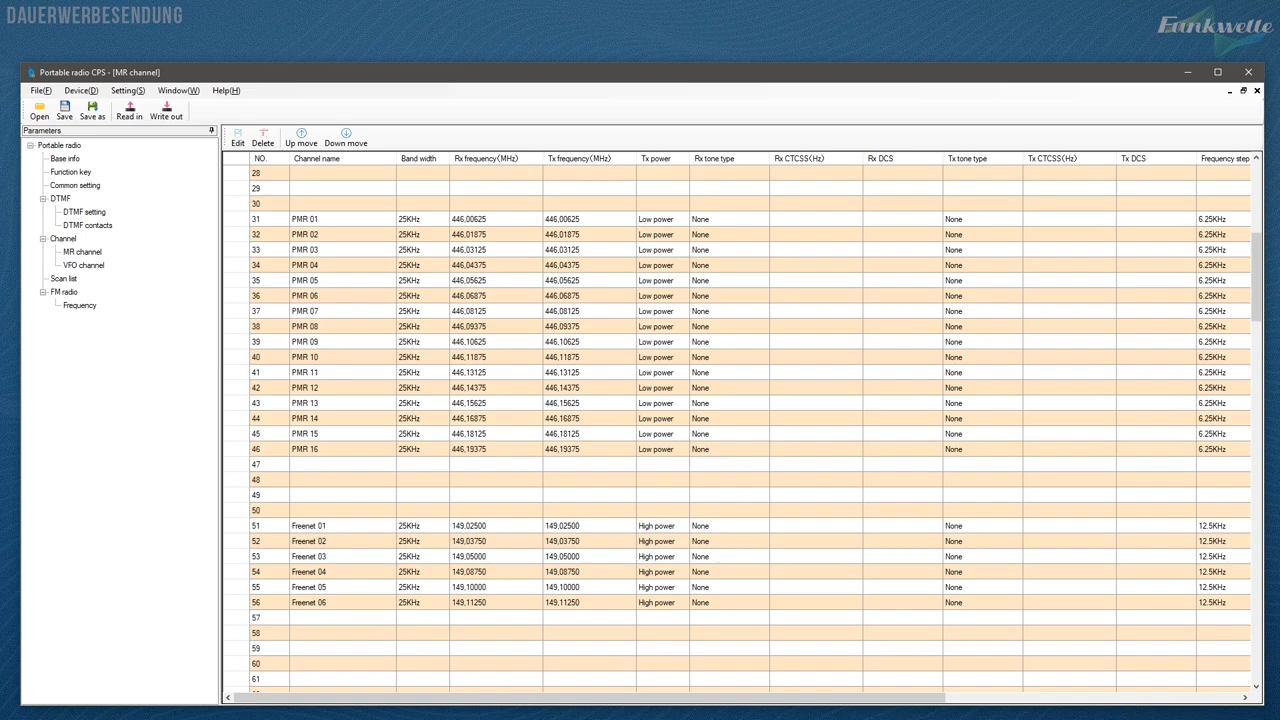 DAUERWERBESENDUNG
Funkwelle
Portable radio CPS - [MR channel]
File(F) Device(D) Setting(S) Window(W) Help(H)
Open Save Save as Read in Write out
Parameters
Edit Delete Up move Down move
Portable radio
Base info
Function key
Common setting
DTMF
DTMF setting
DTMF contacts
Channel
MR channel
VFO channel
Scan list
FM radio
Frequency
NO. Channel name Band width Rx frequency(MHz) Tx frequency(MHz) Tx power Rx tone type Rx CTCSS(Hz) Rx DCS Tx tone type Tx CTCSS(Hz) Tx DCS Frequency step
28
29
30
31 PMR 01 25KHz 446,00625 446,00625 Low power None None 6.25KHz
32 PMR 02 25KHz 446,01875 446,01875 Low power None None 6.25KHz
33 PMR 03 25KHz 446,03125 446,03125 Low power None None 6.25KHz
34 PMR 04 25KHz 446,04375 446,04375 Low power None None 6.25KHz
35 PMR 05 25KHz 446,05625 446,05625 Low power None None 6.25KHz
36 PMR 06 25KHz 446,06875 446,06875 Low power None None 6.25KHz
37 PMR 07 25KHz 446,08125 446,08125 Low power None None 6.25KHz
38 PMR 08 25KHz 446,09375 446,09375 Low power None None 6.25KHz
39 PMR 09 25KHz 446,10625 446,10625 Low power None None 6.25KHz
40 PMR 10 25KHz 446,11875 446,11875 Low power None None 6.25KHz
41 PMR 11 25KHz 446,13125 446,13125 Low power None None 6.25KHz
42 PMR 12 25KHz 446,14375 446,14375 Low power None None 6.25KHz
43 PMR 13 25KHz 446,15625 446,15625 Low power None None 6.25KHz
44 PMR 14 25KHz 446,16875 446,16875 Low power None None 6.25KHz
45 PMR 15 25KHz 446,18125 446,18125 Low power None None 6.25KHz
46 PMR 16 25KHz 446,19375 446,19375 Low power None None 6.25KHz
47
48
49
50
51 Freenet 01 25KHz 149,02500 149,02500 High power None None 12.5KHz
52 Freenet 02 25KHz 149,03750 149,03750 High power None None 12.5KHz
53 Freenet 03 25KHz 149,05000 149,05000 High power None None 12.5KHz
54 Freenet 04 25KHz 149,08750 149,08750 High power None None 12.5KHz
55 Freenet 05 25KHz 149,10000 149,10000 High power None None 12.5KHz
56 Freenet 06 25KHz 149,11250 149,11250 High power None None 12.5KHz
57
58
59
60
61